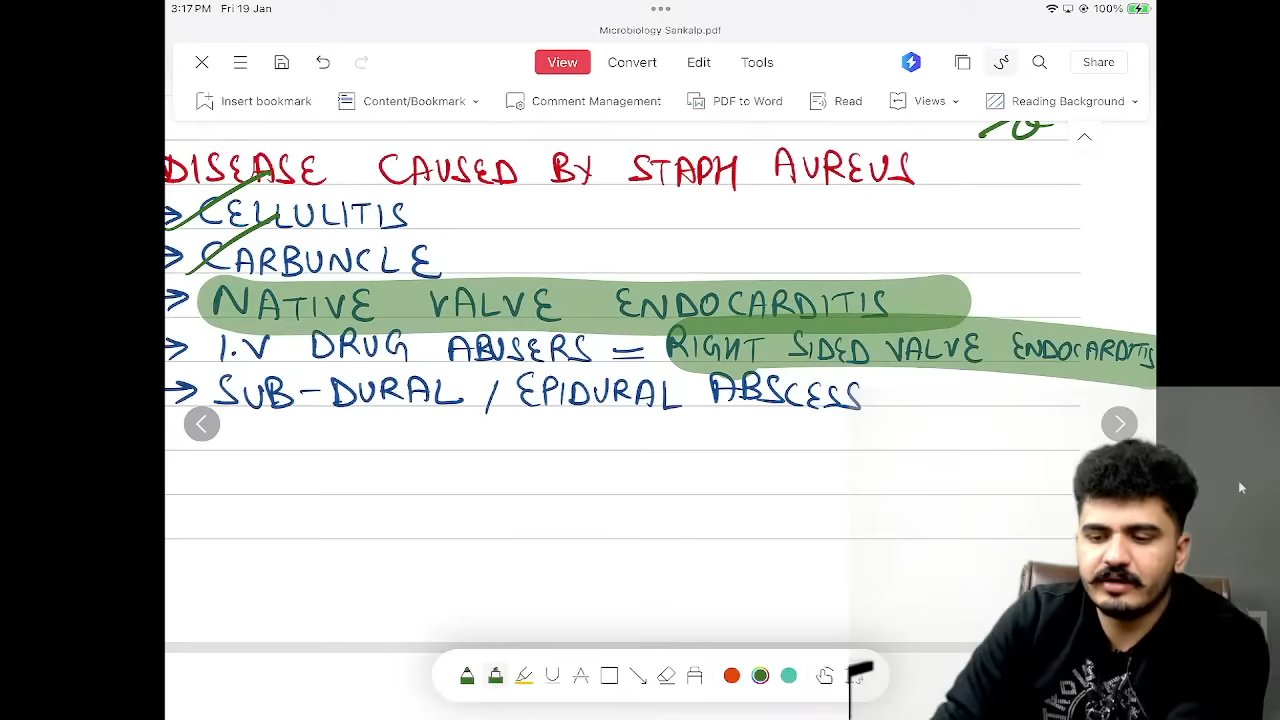 3:17 PM Fri 19 Jan
100%
Microbiology Sankalp.pdf
View Convert Edit Tools Share
Insert bookmark Content/Bookmark Comment Management PDF to Word Read Views Reading Background
DISEASE CAUSED BY STAPH AUREUS
→ CELLULITIS
→ CARBUNCLE
→ NATIVE VALVE ENDOCARDITIS
→ I.V DRUG ABUSERS = RIGHT SIDED VALVE ENDOCARDITIS
→ SUB-DURAL / EPIDURAL ABSCESS